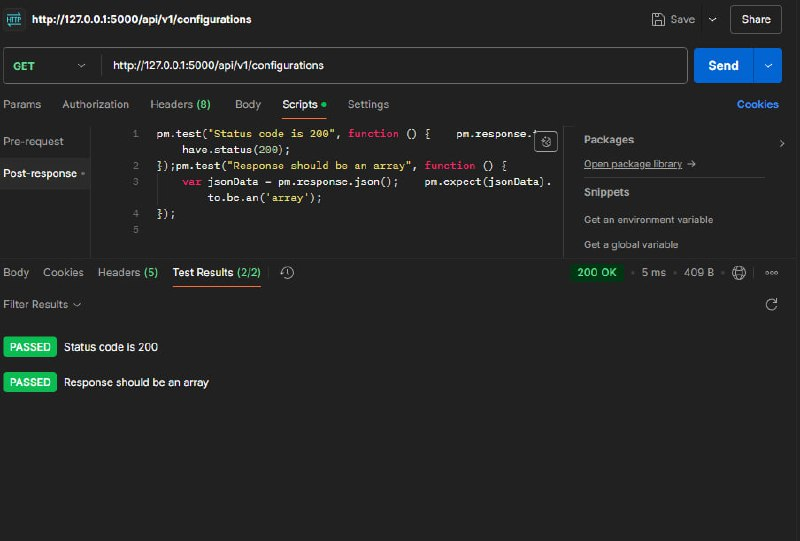 HTTP http://127.0.0.1:5000/api/v1/configurations Save Share
GET http://127.0.0.1:5000/api/v1/configurations Send
Params Authorization Headers (8) Body Scripts Settings Cookies
Pre-request
Post-response
1 pm.test("Status code is 200", function () { pm.response.
have.status(200);
2 });pm.test("Response should be an array", function () {
3 var jsonData = pm.response.json(); pm.expect(jsonData).
to.be.an('array');
4 });
5
Packages
Open package library →
Snippets
Get an environment variable
Get a global variable
Body Cookies Headers (5) Test Results (2/2) 200 OK • 5 ms • 409 B
Filter Results
PASSED Status code is 200
PASSED Response should be an array